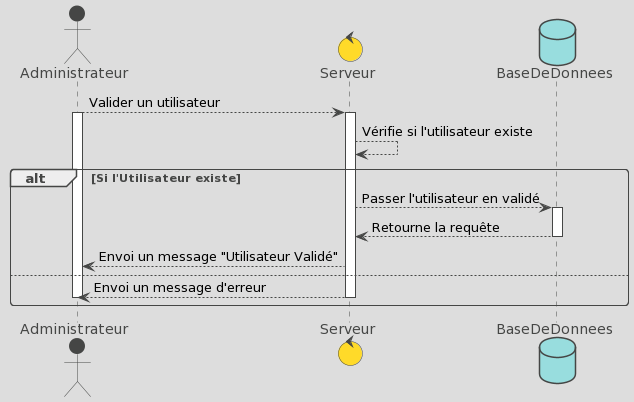 Administrateur
Serveur
BaseDeDonnees
Valider un utilisateur
Vérifie si l'utilisateur existe
alt
[Si l'Utilisateur existe]
Passer l'utilisateur en validé
Retourne la requête
Envoi un message "Utilisateur Validé"
Envoi un message d'erreur
Administrateur
Serveur
BaseDeDonnees